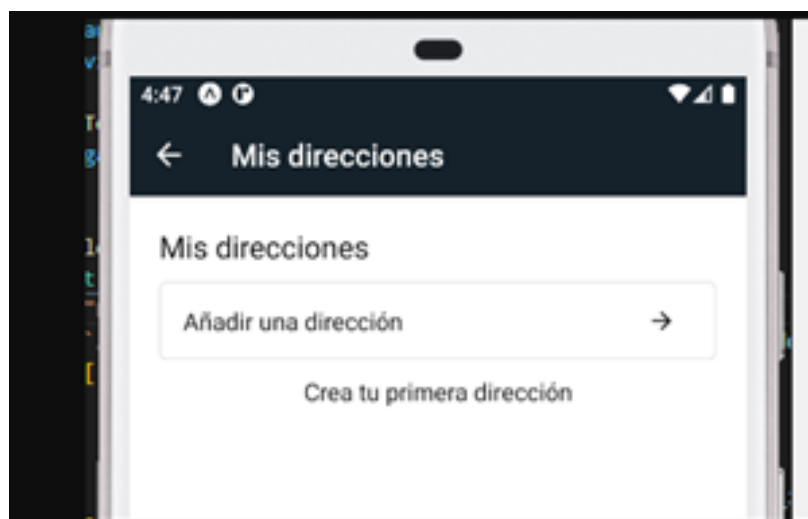 4:47
Mis direcciones
Mis direcciones
Añadir una dirección
Crea tu primera dirección